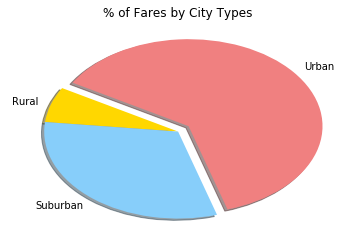 % of Fares by City Types
Urban
Rural
Suburban